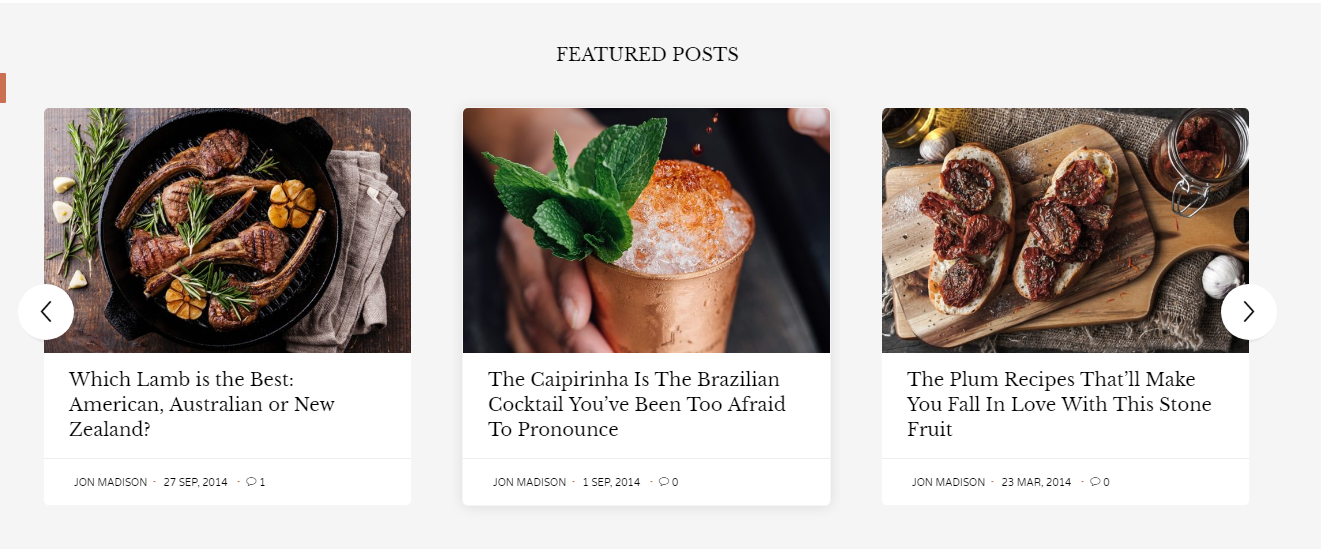 FEATURED POSTS
Which Lamb is the Best:
American, Australian or New
Zealand?
JON MADISON · 27 SEP, 2014 · 1
The Caipirinha Is The Brazilian
Cocktail You’ve Been Too Afraid
To Pronounce
JON MADISON · 1 SEP, 2014 · 0
The Plum Recipes That’ll Make
You Fall In Love With This Stone
Fruit
JON MADISON · 23 MAR, 2014 · 0